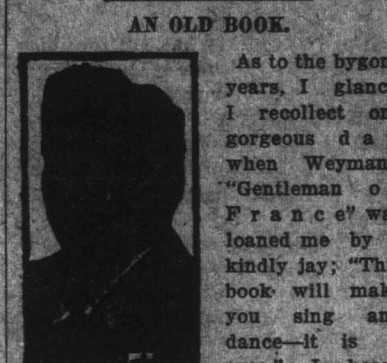 AN OLD BOOK.
As to the bygon
years, I glanc
I recollect on
gorgeous d a
when Weyman
"Gentleman o
F r a n c e" wa
loaned me by
kindly jay; "Th
book will mak
you sing an
dance—it is